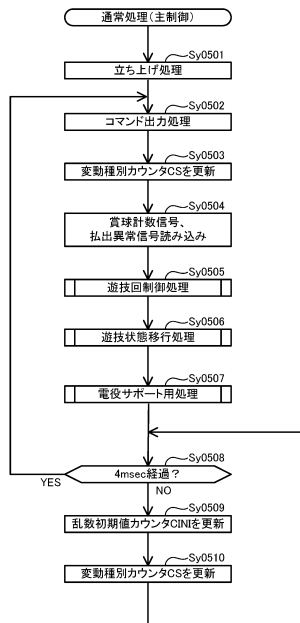 通常処理(主制御)
Sy0501
立ち上げ処理
Sy0502
コマンド出力処理
Sy0503
変動種別カウンタCSを更新
Sy0504
賞球計数信号、
払出異常信号読み込み
Sy0505
遊技回制御処理
Sy0506
遊技状態移行処理
Sy0507
電役サポート用処理
Sy0508
4msec経過?
YES
NO
Sy0509
乱数初期値カウンタCINIを更新
Sy0510
変動種別カウンタCSを更新